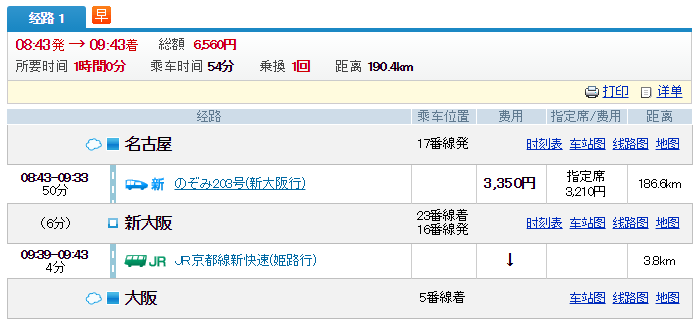 经路 1 早
08:43発 → 09:43着 总额 6,560円
所要时间 1時間0分 乗车时间 54分 乗換 1回 距离 190.4km
打印 详单
经路 乗车位置 费用 指定席/费用 距离
名古屋 17番線発 时刻表 车站图 线路图 地图
08:43-09:33 新 のぞみ203号(新大阪行) 3,350円 指定席 186.6km
50分 3,210円
(6分) 新大阪 23番線着 时刻表 车站图 线路图 地图
16番線発
09:39-09:43 JR JR京都線新快速(姫路行) ↓ 3.8km
4分
大阪 5番線着 车站图 线路图 地图